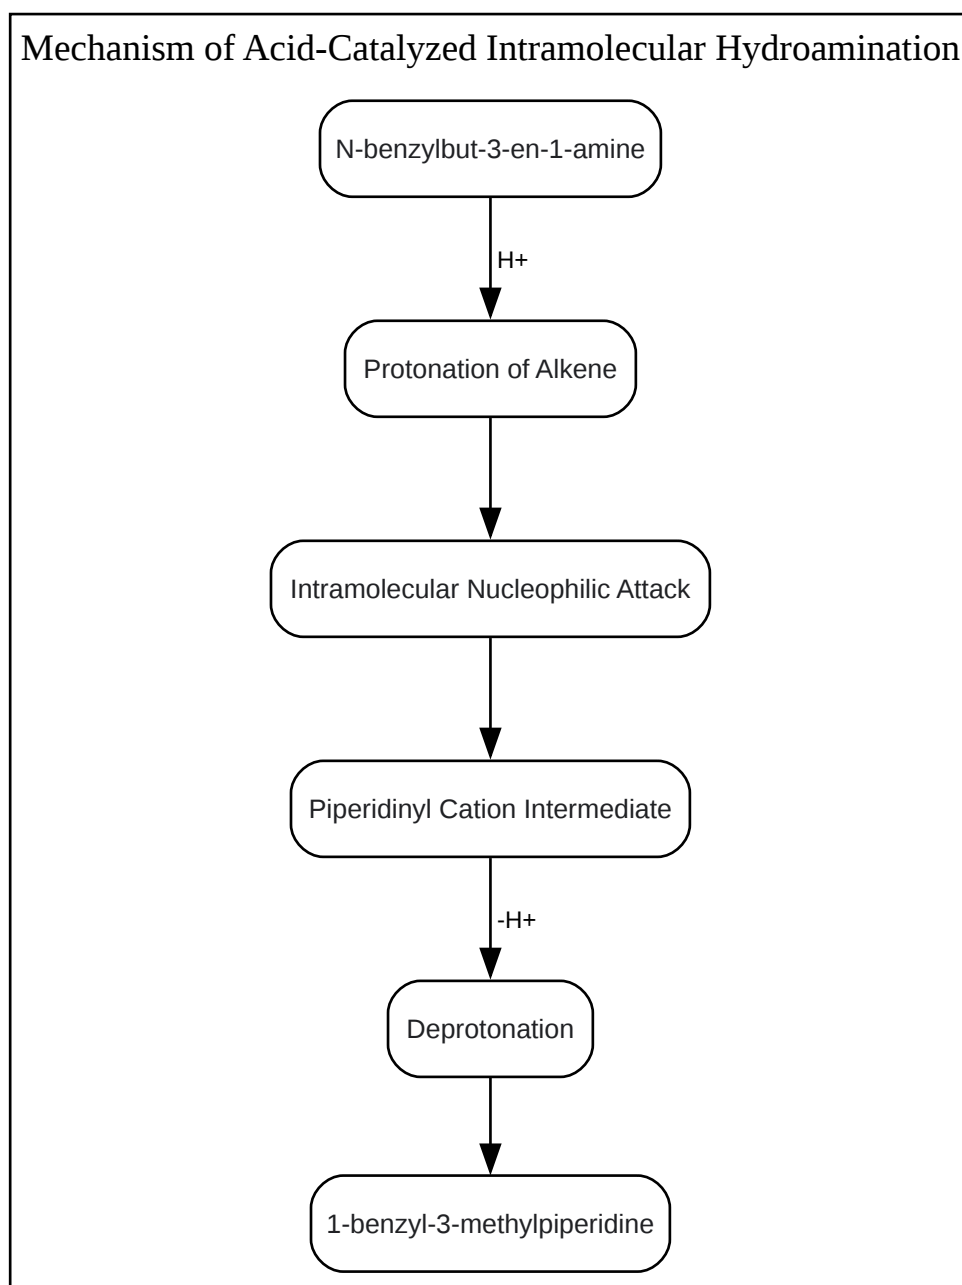 Mechanism of Acid-Catalyzed Intramolecular Hydroamination
N-benzylbut-3-en-1-amine
H+
Protonation of Alkene
Intramolecular Nucleophilic Attack
Piperidinyl Cation Intermediate
-H+
Deprotonation
1-benzyl-3-methylpiperidine